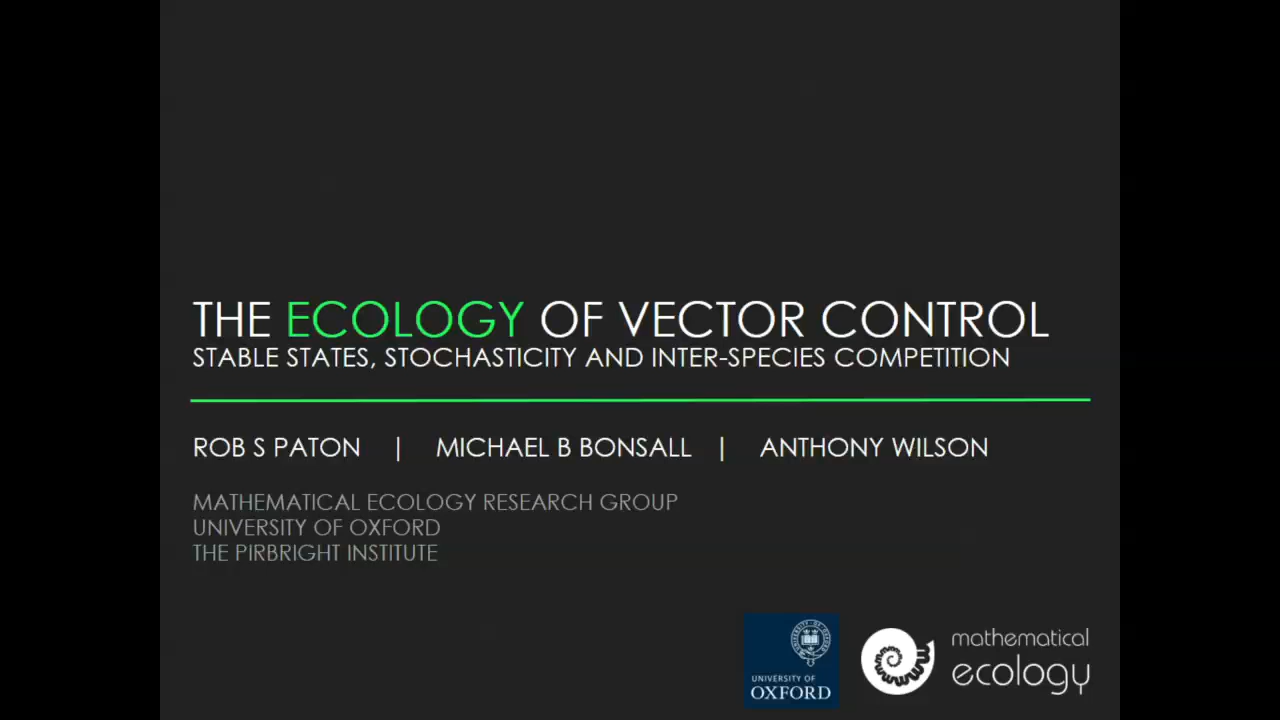 THE ECOLOGY OF VECTOR CONTROL
STABLE STATES, STOCHASTICITY AND INTER-SPECIES COMPETITION
ROB S PATON | MICHAEL B BONSALL | ANTHONY WILSON
MATHEMATICAL ECOLOGY RESEARCH GROUP
UNIVERSITY OF OXFORD
THE PIRBRIGHT INSTITUTE
UNIVERSITY OF
OXFORD
mathematical
ecology